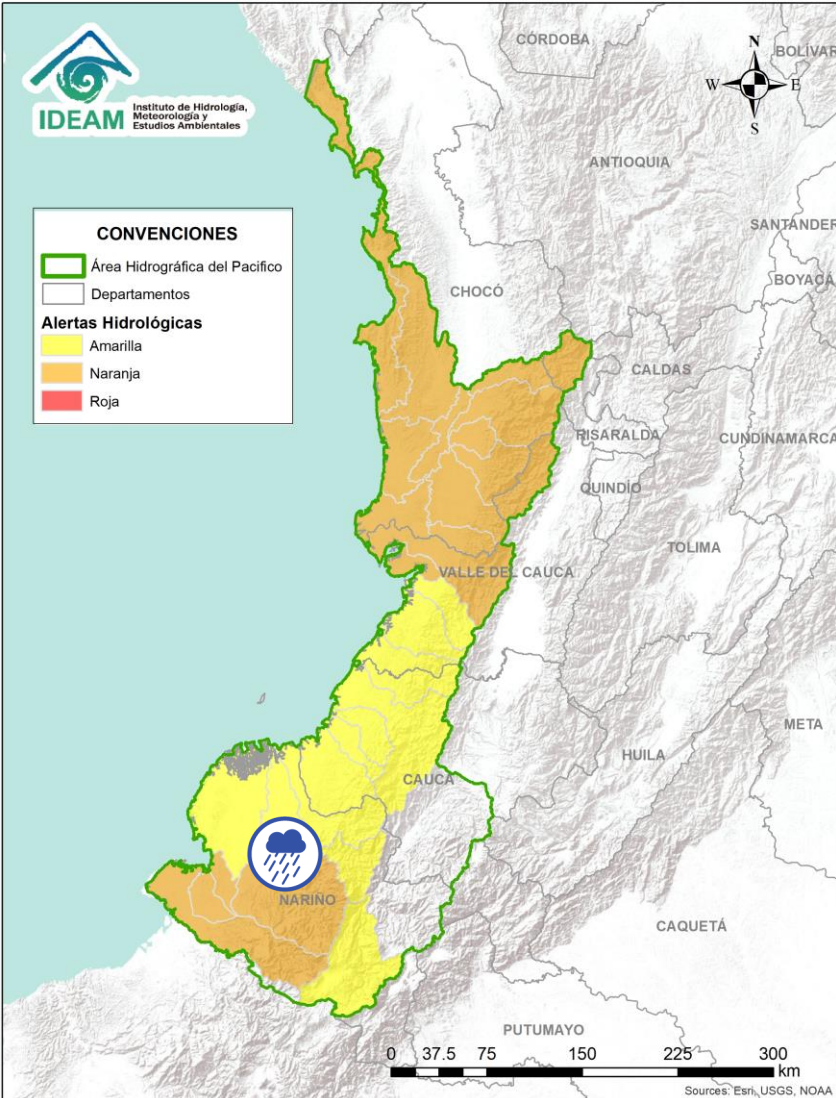 IDEAM
Instituto de Hidrología,
Meteorología y
Estudios Ambientales
N
W
E
S
CÓRDOBA
BOLÍVAR
ANTIOQUIA
SANTANDER
BOYACÁ
CHOCÓ
CONVENCIONES
Área Hidrográfica del Pacifico
Departamentos
Alertas Hidrológicas
Amarilla
Naranja
Roja
CALDAS
RISARALDA
CUNDINAMARCA
QUINDÍO
TOLIMA
VALLE DEL CAUCA
META
HUILA
CAUCA
NARIÑO
CAQUETÁ
PUTUMAYO
0 37.5 75 150 225 300
km
Sources: Esri, USGS, NOAA